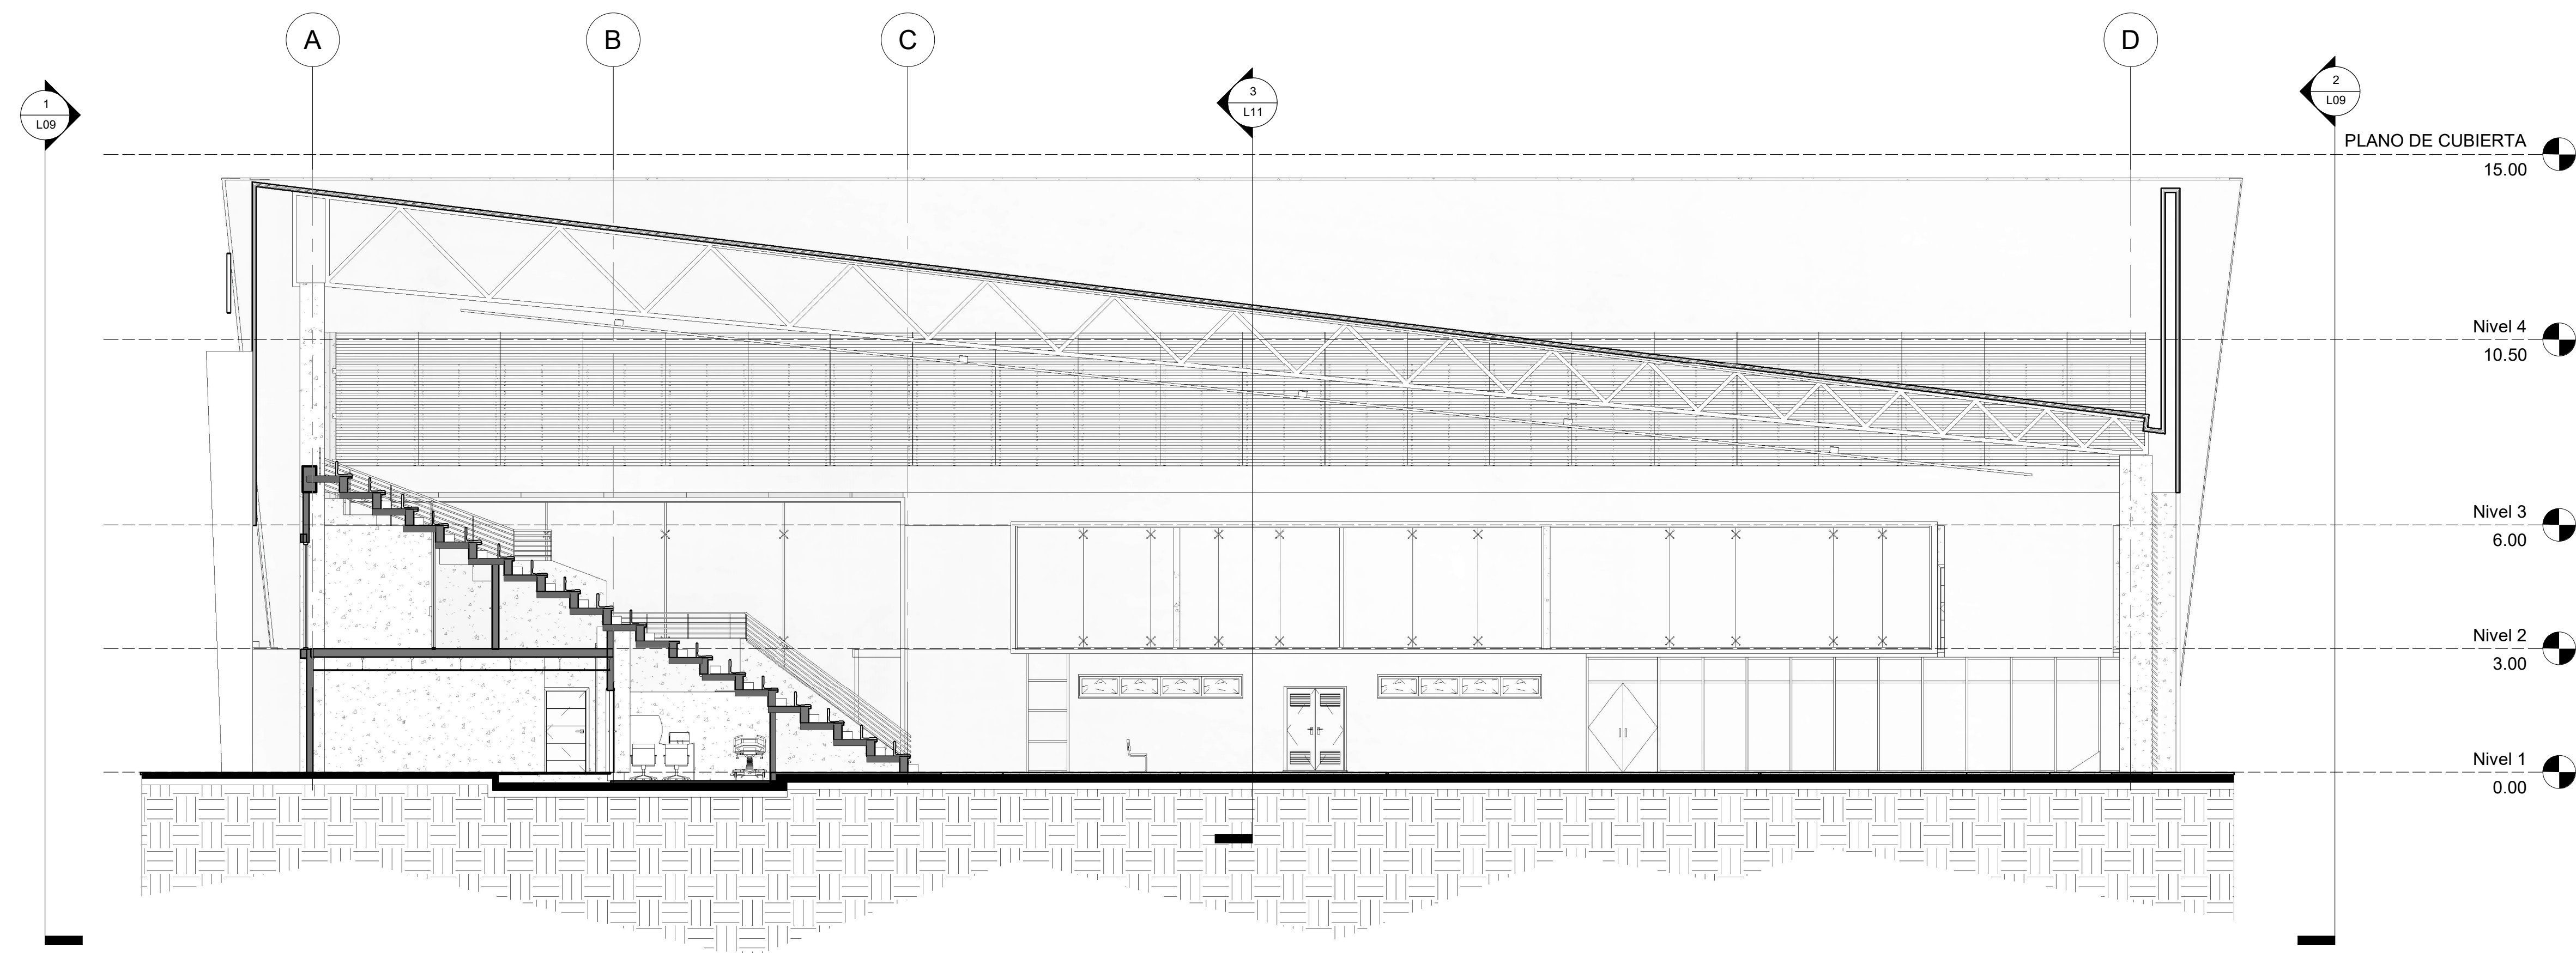 A
B
C
D
1
L09
3
L11
2
L09
PLANO DE CUBIERTA
15.00
Nivel 4
10.50
Nivel 3
6.00
Nivel 2
3.00
Nivel 1
0.00